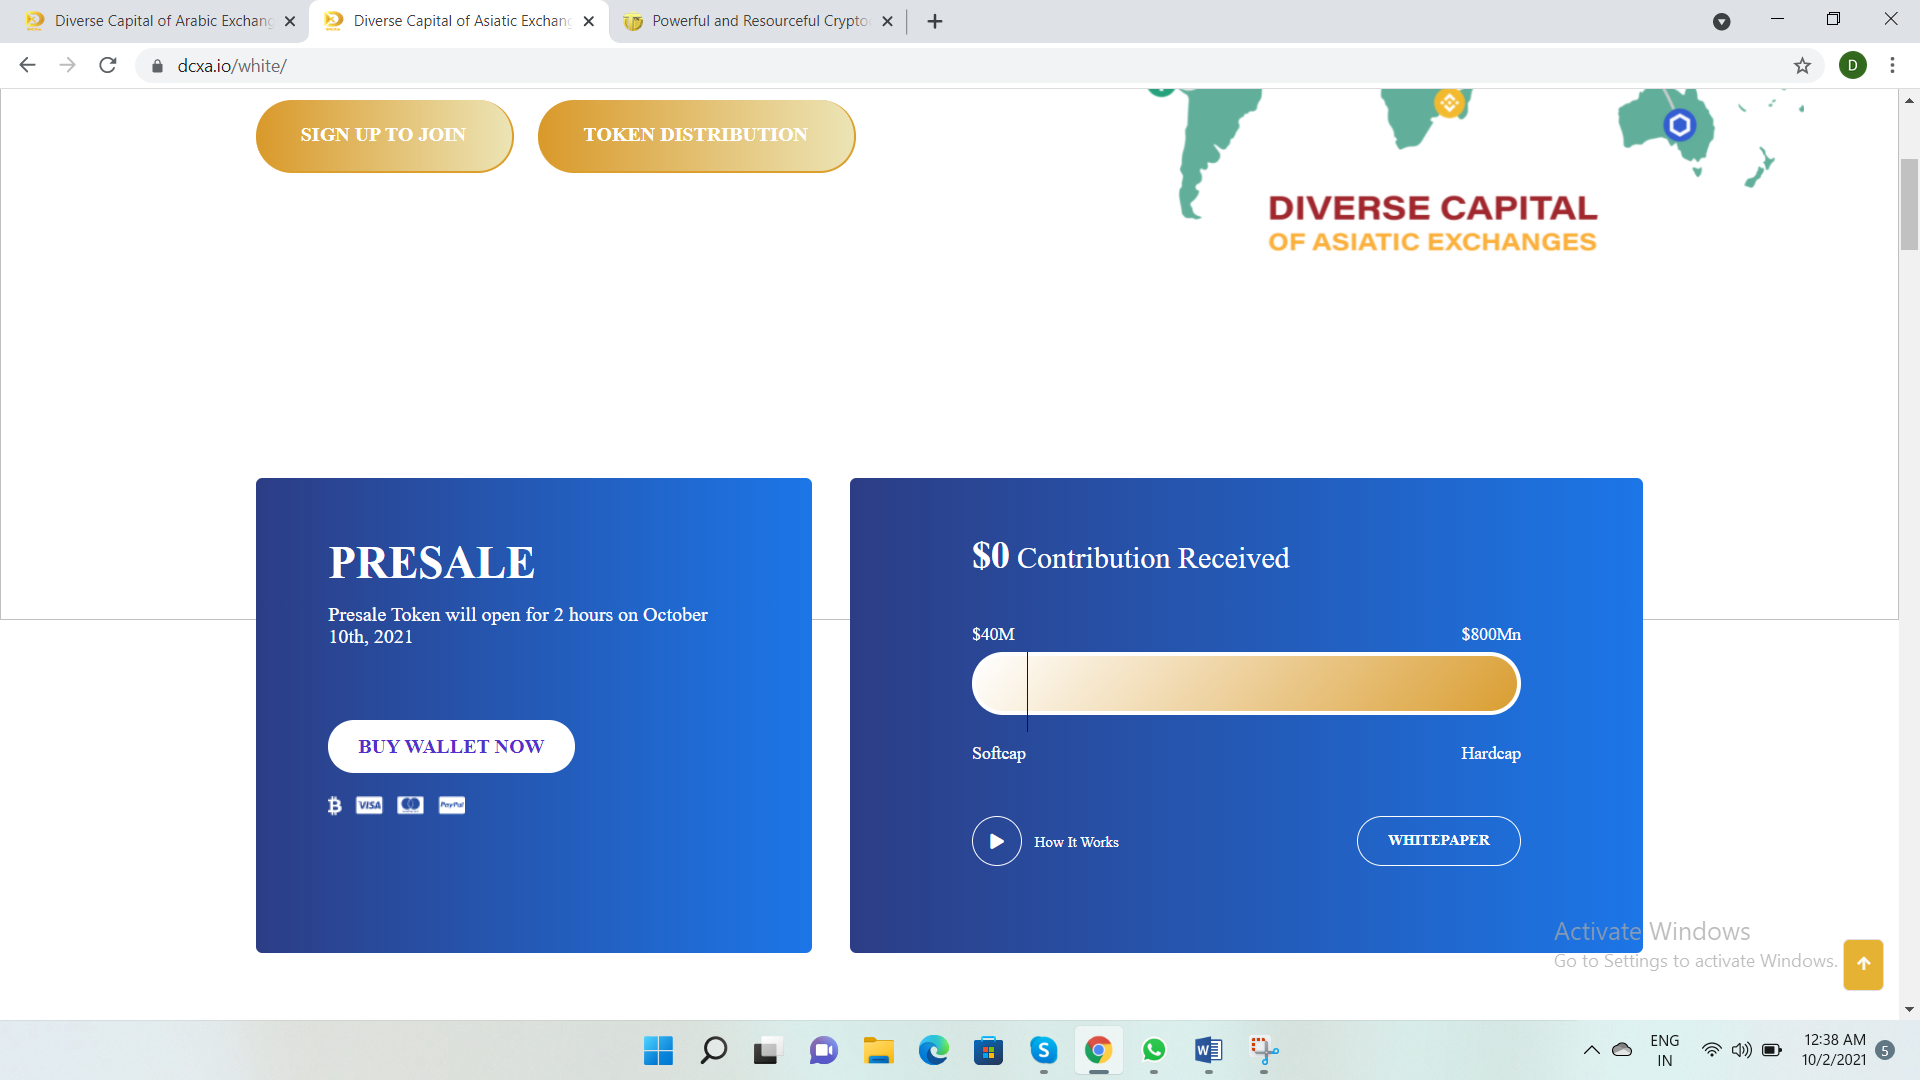 Diverse Capital of Arabic Exchang
Diverse Capital of Asiatic Exchang
Powerful and Resourceful Crypto
dcxa.io/white/
D
SIGN UP TO JOIN
TOKEN DISTRIBUTION
DIVERSE CAPITAL
OF ASIATIC EXCHANGES
PRESALE
Presale Token will open for 2 hours on October
10th, 2021
BUY WALLET NOW
VISA
PayPal
$0 Contribution Received
$40M
$800Mn
Softcap
Hardcap
How It Works
WHITEPAPER
Activate Windows
Go to Settings to activate Windows.
ENG
IN
12:38 AM
10/2/2021
5